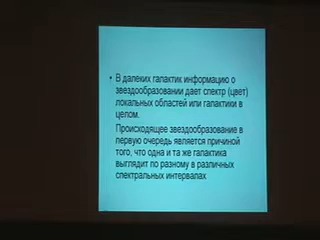 • В далеких галактик информацию о
звездообразовании дает спектр (цвет)
локальных областей или галактики в
целом.
Происходящее звездообразование в
первую очередь является причиной
того, что одна и та же галактика
выглядит по разному в различных
спектральных интервалах